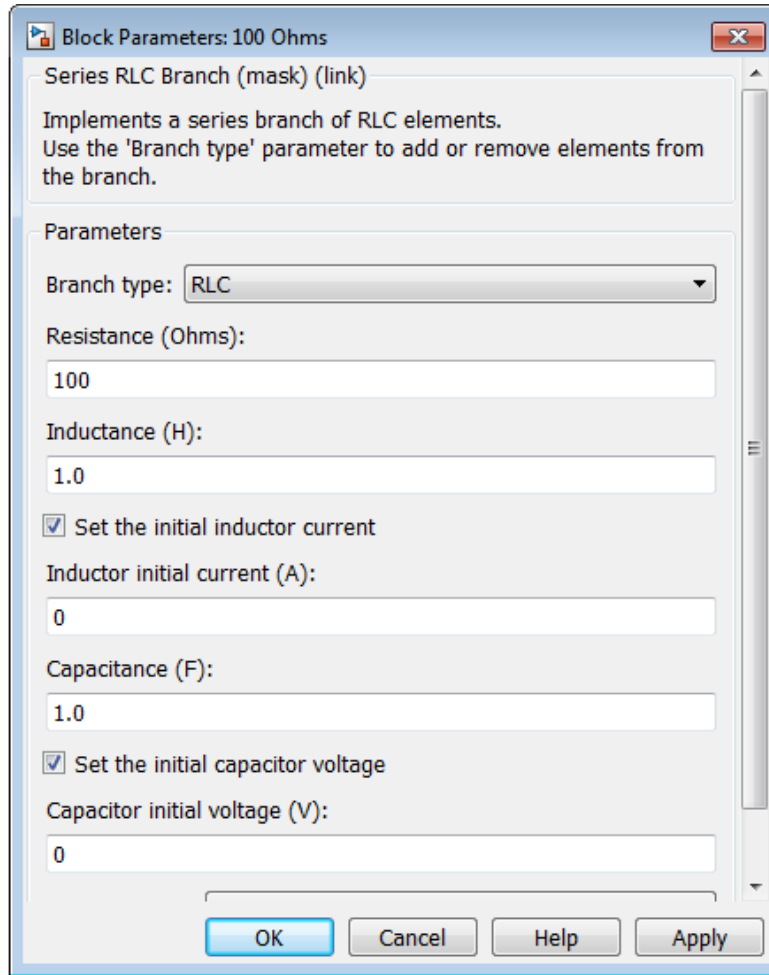 Block Parameters: 100 Ohms
Series RLC Branch (mask) (link)
Implements a series branch of RLC elements.
Use the 'Branch type' parameter to add or remove elements from
the branch.
Parameters
Branch type: RLC
Resistance (Ohms):
100
Inductance (H):
1.0
Set the initial inductor current
Inductor initial current (A):
0
Capacitance (F):
1.0
Set the initial capacitor voltage
Capacitor initial voltage (V):
0
OK Cancel Help Apply